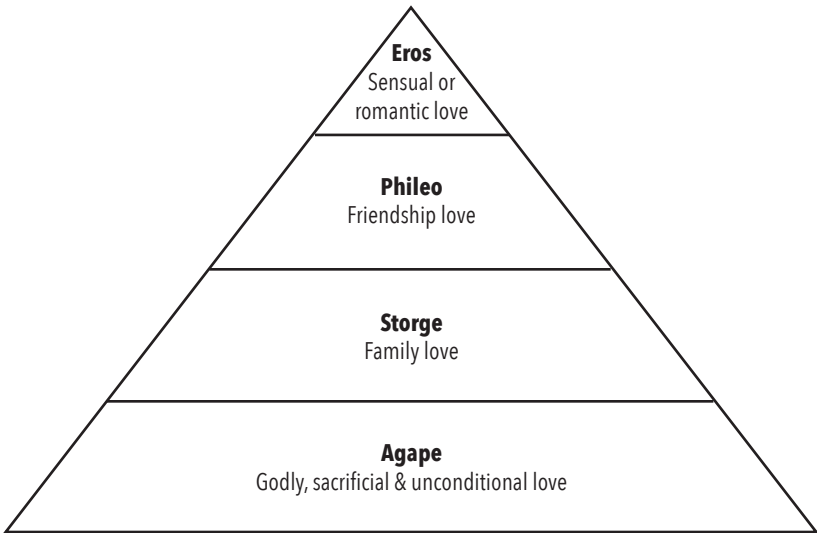 Eros
Sensual or
romantic love
Phileo
Friendship love
Storge
Family love
Agape
Godly, sacrificial & unconditional love